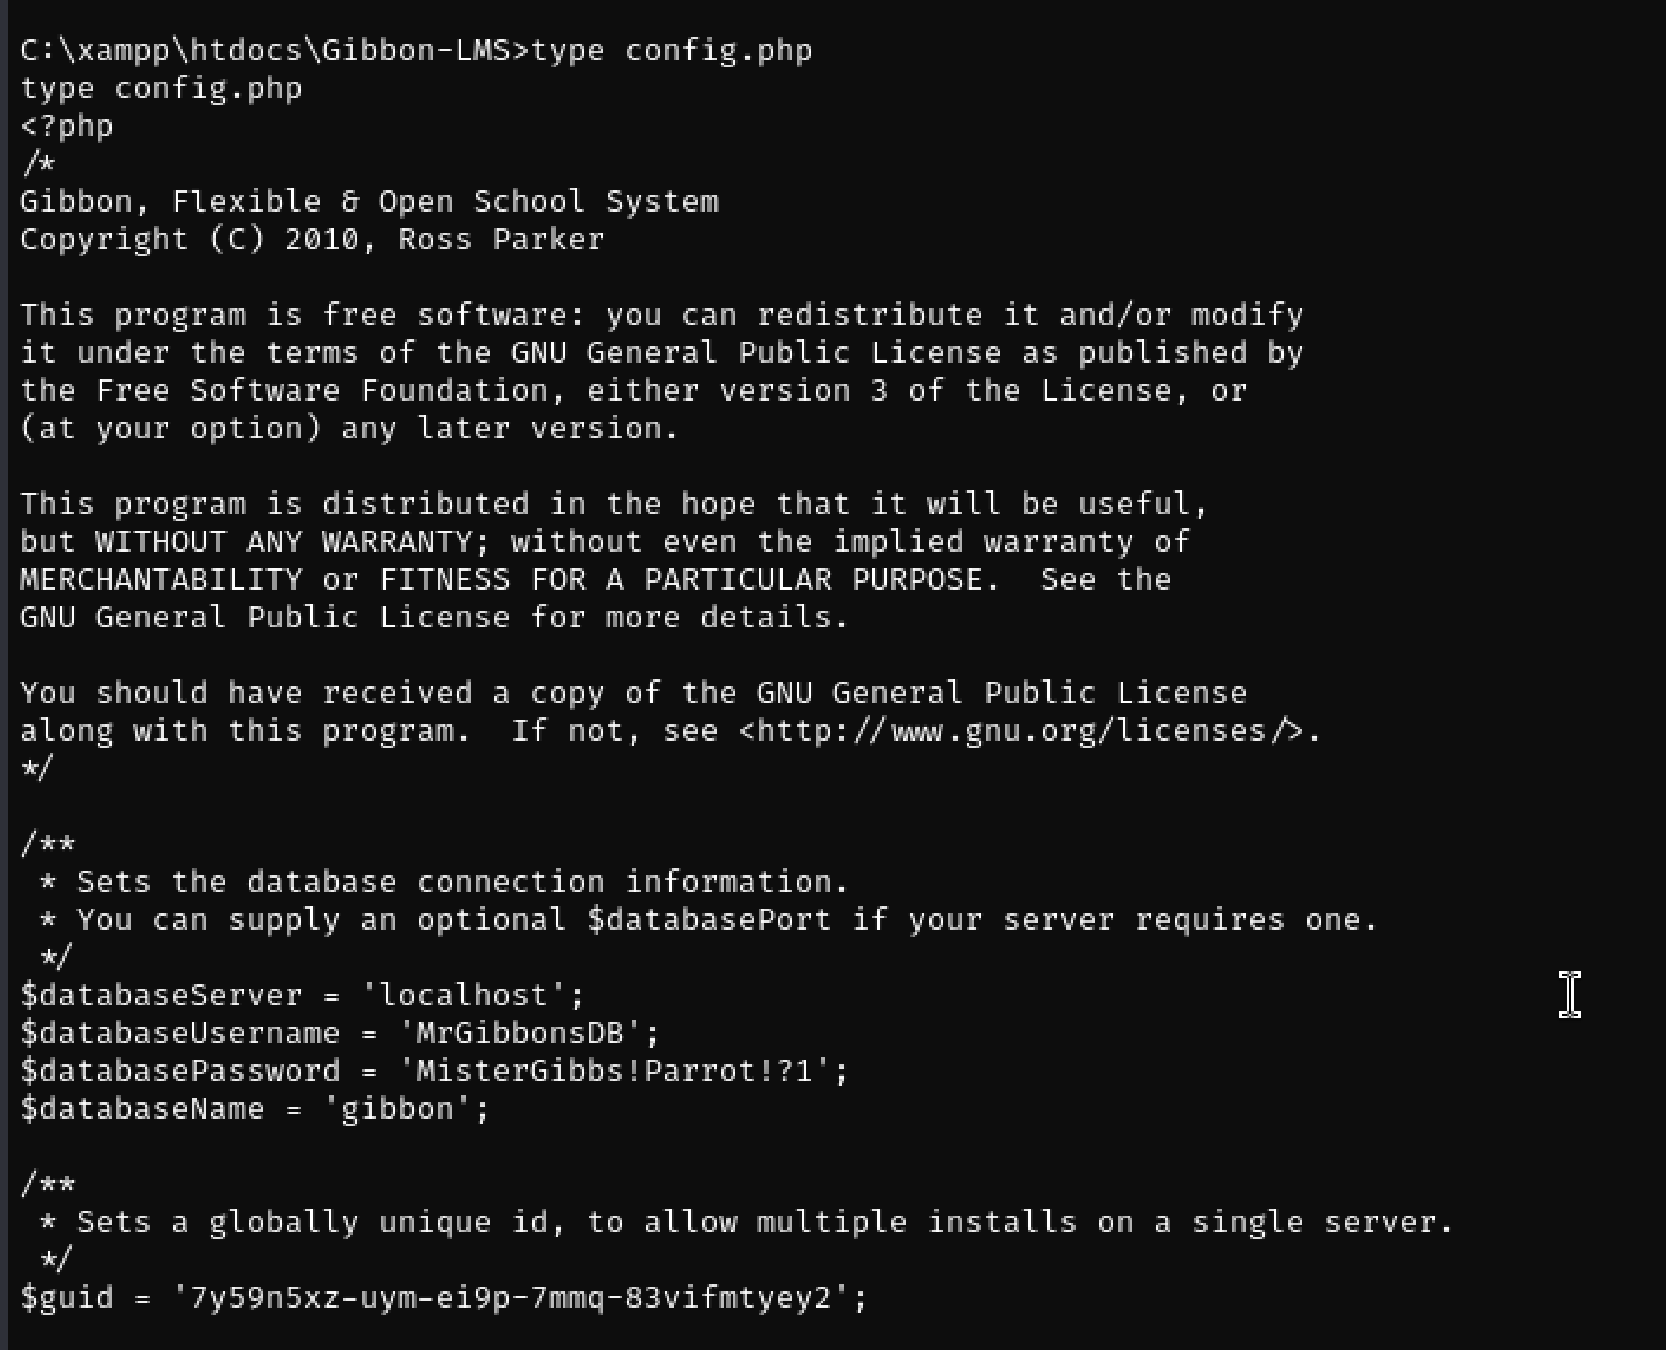 C:\xampp\htdocs\Gibbon-LMS>type config.php
type config.php
<?php
/*
Gibbon, Flexible & Open School System
Copyright (C) 2010, Ross Parker
This program is free software: you can redistribute it and/or modify
it under the terms of the GNU General Public License as published by
the Free Software Foundation, either version 3 of the License, or
(at your option) any later version.
This program is distributed in the hope that it will be useful,
but WITHOUT ANY WARRANTY; without even the implied warranty of
MERCHANTABILITY or FITNESS FOR A PARTICULAR PURPOSE.  See the
GNU General Public License for more details.
You should have received a copy of the GNU General Public License
along with this program.  If not, see <http://www.gnu.org/licenses/>.
*/
/**
 * Sets the database connection information.
 * You can supply an optional $databasePort if your server requires one.
 */
$databaseServer = 'localhost';
$databaseUsername = 'MrGibbonsDB';
$databasePassword = 'MisterGibbs!Parrot!?1';
$databaseName = 'gibbon';
/**
 * Sets a globally unique id, to allow multiple installs on a single server.
 */
$guid = '7y59n5xz-uym-ei9p-7mmq-83vifmtyey2';